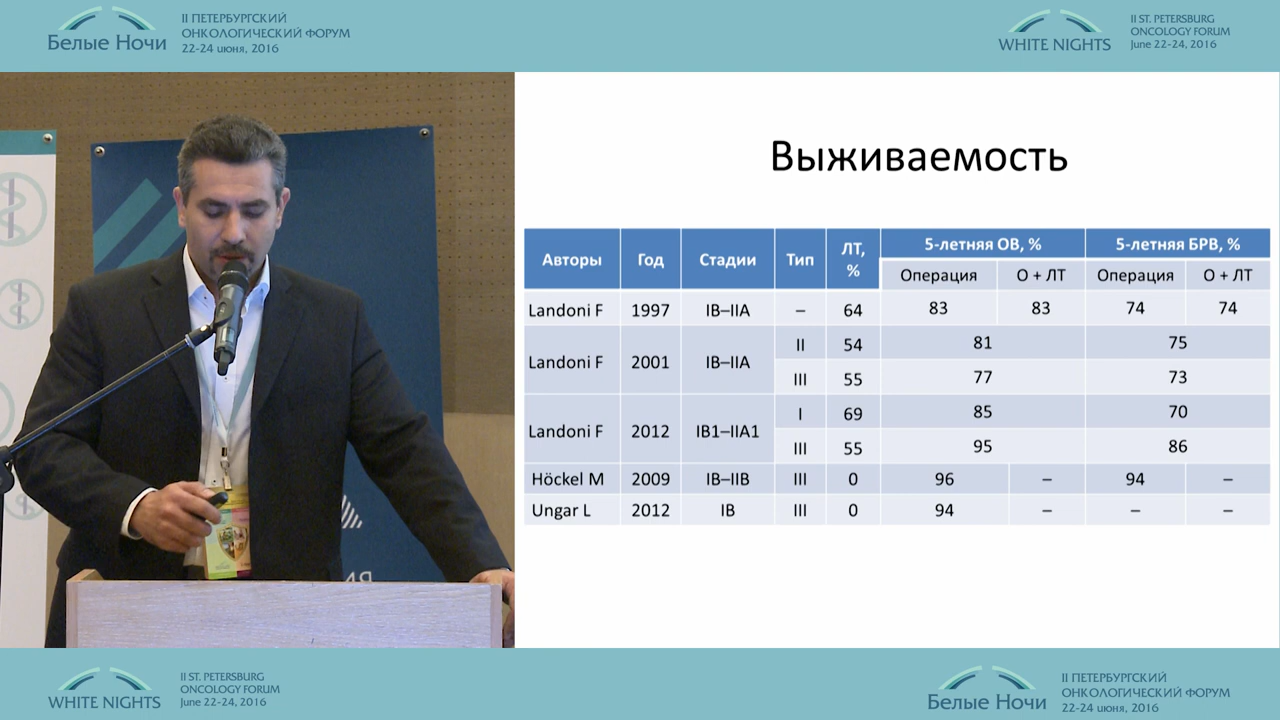 II ПЕТЕРБУРГСКИЙ
ОНКОЛОГИЧЕСКИЙ ФОРУМ
22-24 июня, 2016
Белые Ночи
II ST. PETERSBURG
ONCOLOGY FORUM
June 22-24, 2016
WHITE NIGHTS
Выживаемость
Авторы Год Стадии Тип ЛТ, % 5-летняя ОВ, % 5-летняя БРВ, %
Операция О + ЛТ Операция О + ЛТ
Landoni F 1997 IB–IIA – 64 83 83 74 74
Landoni F 2001 IB–IIA II 54 81 75
III 55 77 73
Landoni F 2012 IB1–IIA1 I 69 85 70
III 55 95 86
Höckel M 2009 IB–IIB III 0 96 – 94 –
Ungar L 2012 IB III 0 94 – – –
II ST. PETERSBURG
ONCOLOGY FORUM
June 22-24, 2016
WHITE NIGHTS
II ПЕТЕРБУРГСКИЙ
ОНКОЛОГИЧЕСКИЙ ФОРУМ
22-24 июня, 2016
Белые Ночи